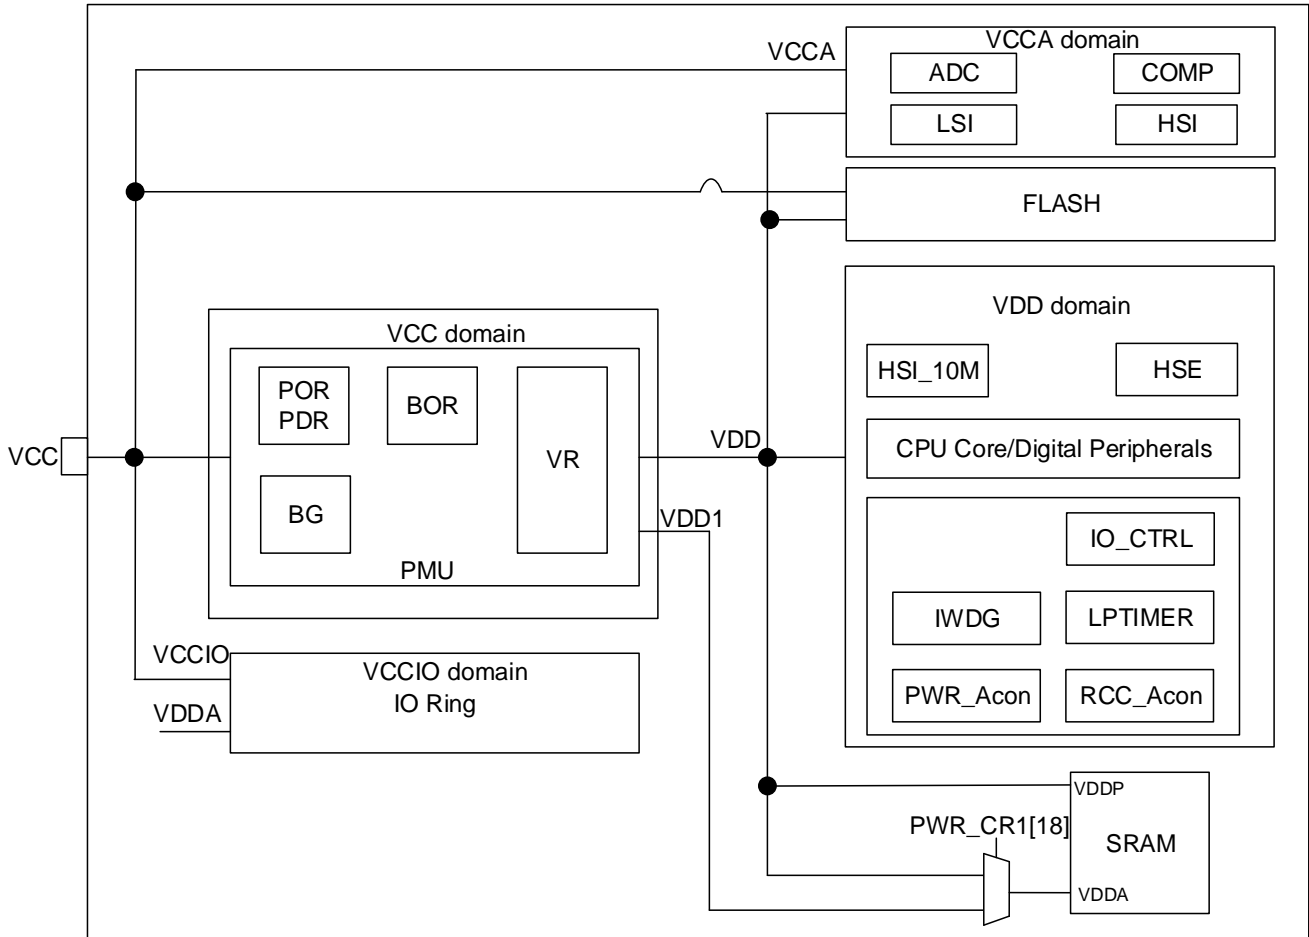 VCCA domain
VCCA
ADC
COMP
LSI
HSI
FLASH
VCC domain
POR
PDR
BOR
VR
BG
PMU
VCC
VDD
VDD1
VDD domain
HSI_10M
HSE
CPU Core/Digital Peripherals
IO_CTRL
IWDG
LPTIMER
PWR_Acon
RCC_Acon
VCCIO
VCCIO domain
IO Ring
VDDA
VDDP
PWR_CR1[18]
SRAM
VDDA